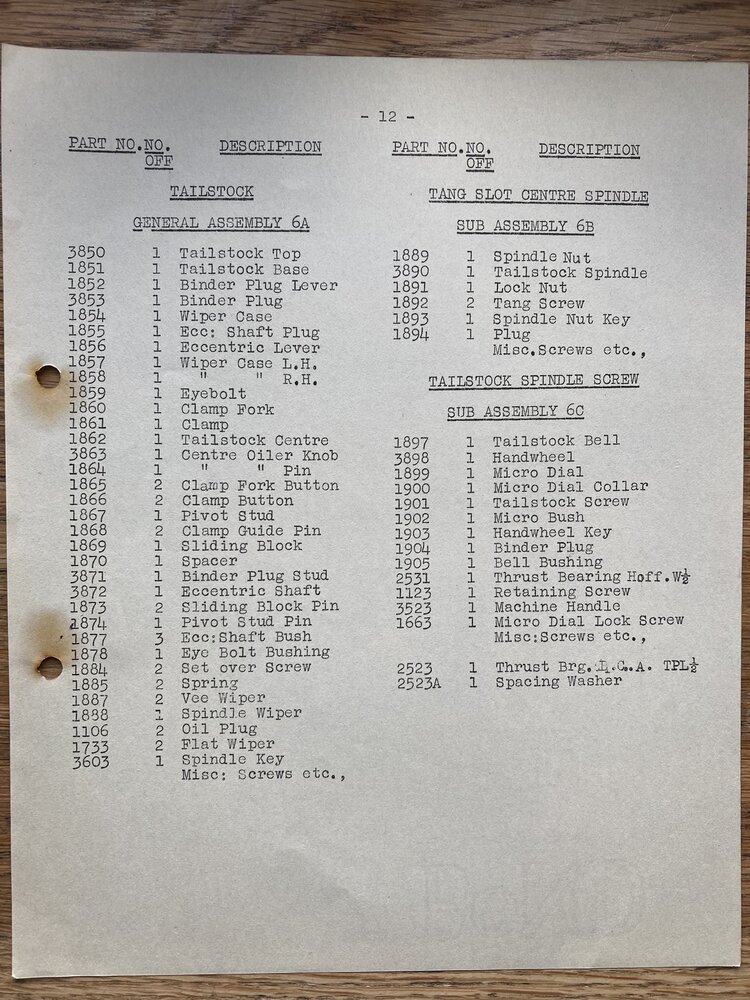 - 12 -
PART NO. NO. OFF DESCRIPTION
TAILSTOCK
GENERAL ASSEMBLY 6A
3850 1 Tailstock Top
1851 1 Tailstock Base
1852 1 Binder Plug Lever
3853 1 Binder Plug
1854 1 Wiper Case
1855 1 Ecc: Shaft Plug
1856 1 Eccentric Lever
1857 1 Wiper Case L.H.
1858 1 " " R.H.
1859 1 Eyebolt
1860 1 Clamp Fork
1861 1 Clamp
1862 1 Tailstock Centre
3863 1 Centre Oiler Knob
1864 1 " " Pin
1865 2 Clamp Fork Button
1866 2 Clamp Button
1867 1 Pivot Stud
1868 2 Clamp Guide Pin
1869 1 Sliding Block
1870 1 Spacer
3871 1 Binder Plug Stud
3872 1 Eccentric Shaft
1873 2 Sliding Block Pin
1874 1 Pivot Stud Pin
1877 3 Ecc:Shaft Bush
1878 1 Eye Bolt Bushing
1884 2 Set over Screw
1885 2 Spring
1887 2 Vee Wiper
1888 1 Spindle Wiper
1106 2 Oil Plug
1733 2 Flat Wiper
3603 1 Spindle Key
Misc: Screws etc.,
PART NO. NO. OFF DESCRIPTION
TANG SLOT CENTRE SPINDLE
SUB ASSEMBLY 6B
1889 1 Spindle Nut
3890 1 Tailstock Spindle
1891 1 Lock Nut
1892 2 Tang Screw
1893 1 Spindle Nut Key
1894 1 Plug
Misc.Screws etc.,
TAILSTOCK SPINDLE SCREW
SUB ASSEMBLY 6C
1897 1 Tailstock Bell
3898 1 Handwheel
1899 1 Micro Dial
1900 1 Micro Dial Collar
1901 1 Tailstock Screw
1902 1 Micro Bush
1903 1 Handwheel Key
1904 1 Binder Plug
1905 1 Bell Bushing
2531 1 Thrust Bearing Hoff.W½
1123 1 Retaining Screw
3523 1 Machine Handle
1663 1 Micro Dial Lock Screw
Misc:Screws etc.,
2523 1 Thrust Brg. C.A. TPL½
2523A 1 Spacing Washer